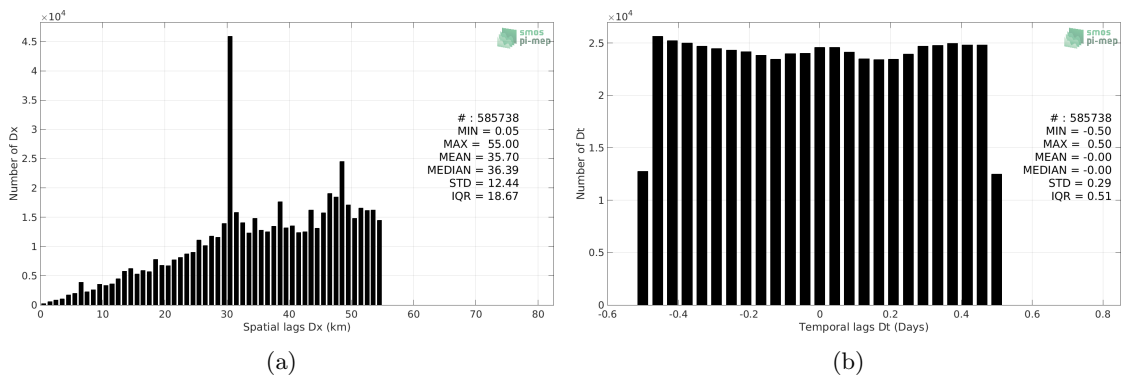 ×10⁴
4.5
4
3.5
3
2.5
2
1.5
1
0.5
0
Number of Dx
smos
pi-mep
# : 585738
MIN = 0.05
MAX = 55.00
MEAN = 35.70
MEDIAN = 36.39
STD = 12.44
IQR = 18.67
0 10 20 30 40 50 60 70 80
Spatial lags Dx (km)
(a)
×10⁴
2.5
2
1.5
1
0.5
0
Number of Dt
smos
pi-mep
# : 585738
MIN = -0.50
MAX = 0.50
MEAN = -0.00
MEDIAN = -0.00
STD = 0.29
IQR = 0.51
-0.6 -0.4 -0.2 0 0.2 0.4 0.6 0.8
Temporal lags Dt (Days)
(b)